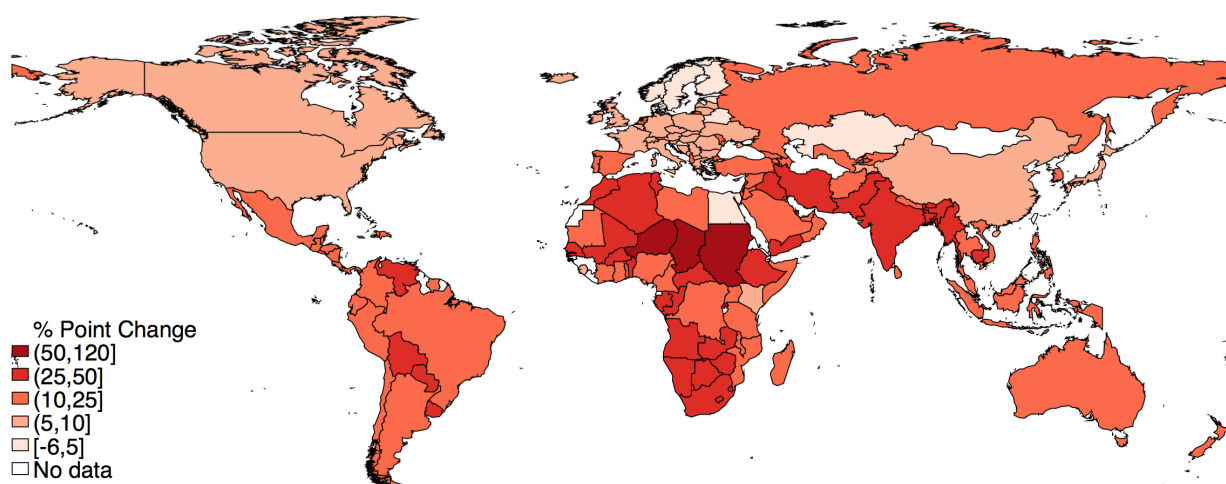 % Point Change
(50,120]
(25,50]
(10,25]
(5,10]
[-6,5]
No data